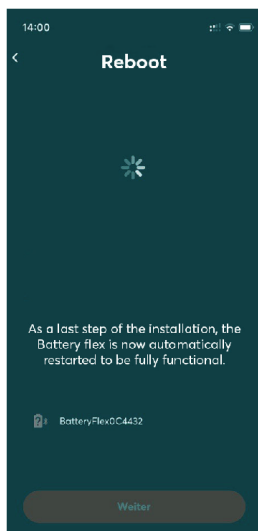 14:00
Reboot
As a last step of the installation, the
Battery flex is now automatically
restarted to be fully functional.
BatteryFlex0C4432
Weiter